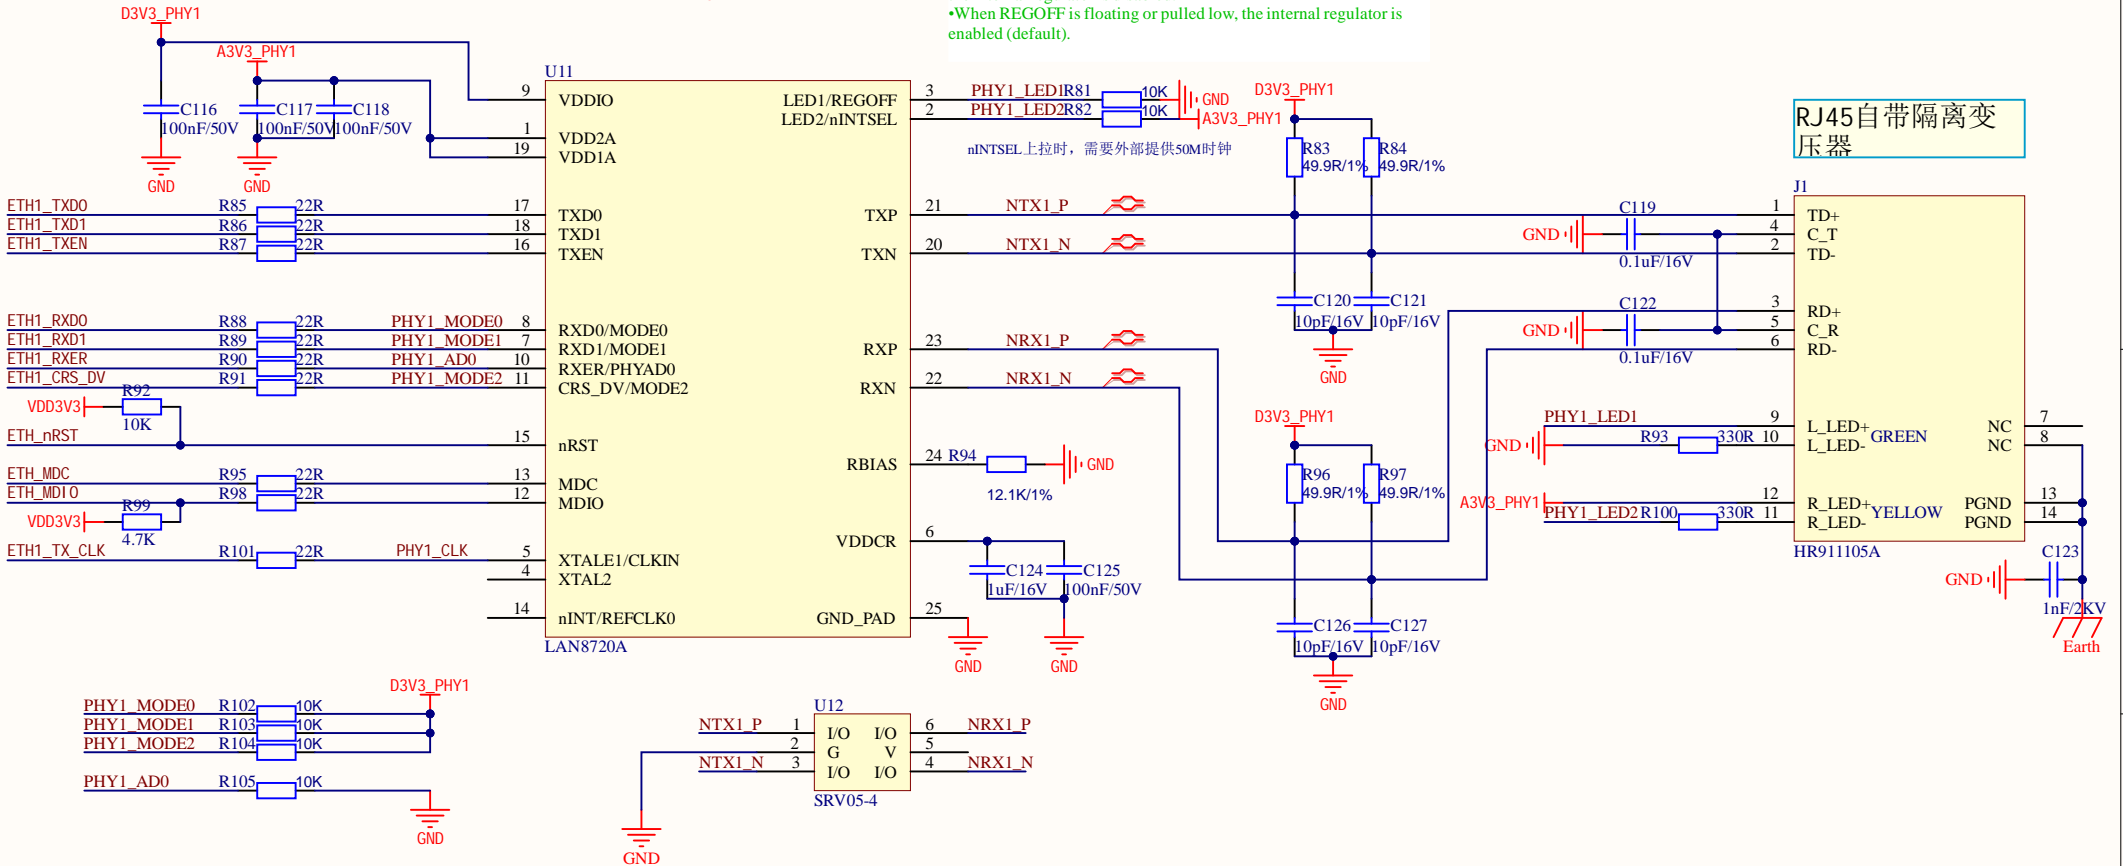 •When REGOFF is floating or pulled low, the internal regulator is
enabled (default).
D3V3_PHY1
A3V3_PHY1
C116
100nF/50V
C117
100nF/50V
C118
100nF/50V
GND
GND
U11
9 VDDIO
1 VDD2A
19 VDD1A
17 TXD0
18 TXD1
16 TXEN
8 RXD0/MODE0
7 RXD1/MODE1
10 RXER/PHYAD0
11 CRS_DV/MODE2
15 nRST
13 MDC
12 MDIO
5 XTALE1/CLKIN
4 XTAL2
14 nINT/REFCLK0
LED1/REGOFF 3
LED2/nINTSEL 2
TXP 21
TXN 20
RXP 23
RXN 22
RBIAS 24
VDDCR 6
GND_PAD 25
LAN8720A
ETH1_TXD0 R85 22R
ETH1_TXD1 R86 22R
ETH1_TXEN R87 22R
ETH1_RXD0 R88 22R PHY1_MODE0
ETH1_RXD1 R89 22R PHY1_MODE1
ETH1_RXER R90 22R PHY1_AD0
ETH1_CRS_DV R91 22R PHY1_MODE2
R92
VDD3V3
10K
ETH_nRST
ETH_MDC R95 22R
ETH_MDIO R98 22R
R99
VDD3V3
4.7K
ETH1_TX_CLK R101 22R PHY1_CLK
PHY1_LED1 R81 10K GND
PHY1_LED2 R82 10K A3V3_PHY1
nINTSEL上拉时，需要外部提供50M时钟
D3V3_PHY1
R83
49.9R/1%
R84
49.9R/1%
NTX1_P
NTX1_N
C120
10pF/16V
C121
10pF/16V
GND
NRX1_P
NRX1_N
D3V3_PHY1
R96
49.9R/1%
R97
49.9R/1%
C126
10pF/16V
C127
10pF/16V
GND
R94 GND
12.1K/1%
C124
1uF/16V
C125
100nF/50V
GND
GND
RJ45自带隔离变
压器
J1
C119
GND
0.1uF/16V
C122
GND
0.1uF/16V
1 TD+
4 C_T
2 TD-
3 RD+
5 C_R
6 RD-
PHY1_LED1 9 L_LED+
GREEN
GND R93 330R 10 L_LED-
A3V3_PHY1 12 R_LED+
YELLOW
PHY1_LED2 R100 330R 11 R_LED-
NC 7
NC 8
PGND 13
PGND 14
HR911105A
C123
GND
1nF/2KV
Earth
D3V3_PHY1
PHY1_MODE0 R102 10K
PHY1_MODE1 R103 10K
PHY1_MODE2 R104 10K
PHY1_AD0 R105 10K
GND
U12
NTX1_P 1 I/O I/O 6 NRX1_P
2 G V 5
NTX1_N 3 I/O I/O 4 NRX1_N
SRV05-4
GND